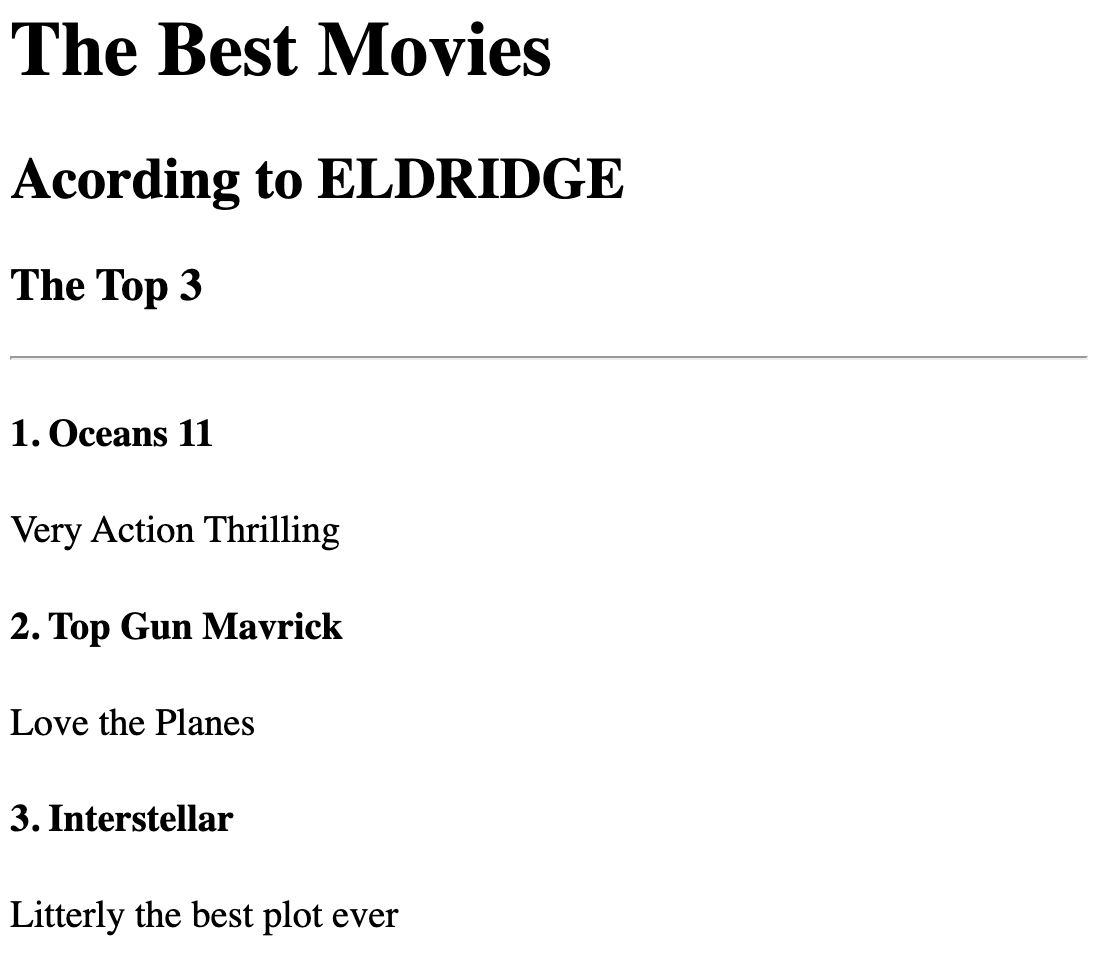 The Best Movies
Acording to ELDRIDGE
The Top 3
1. Oceans 11
Very Action Thrilling
2. Top Gun Mavrick
Love the Planes
3. Interstellar
Litterly the best plot ever